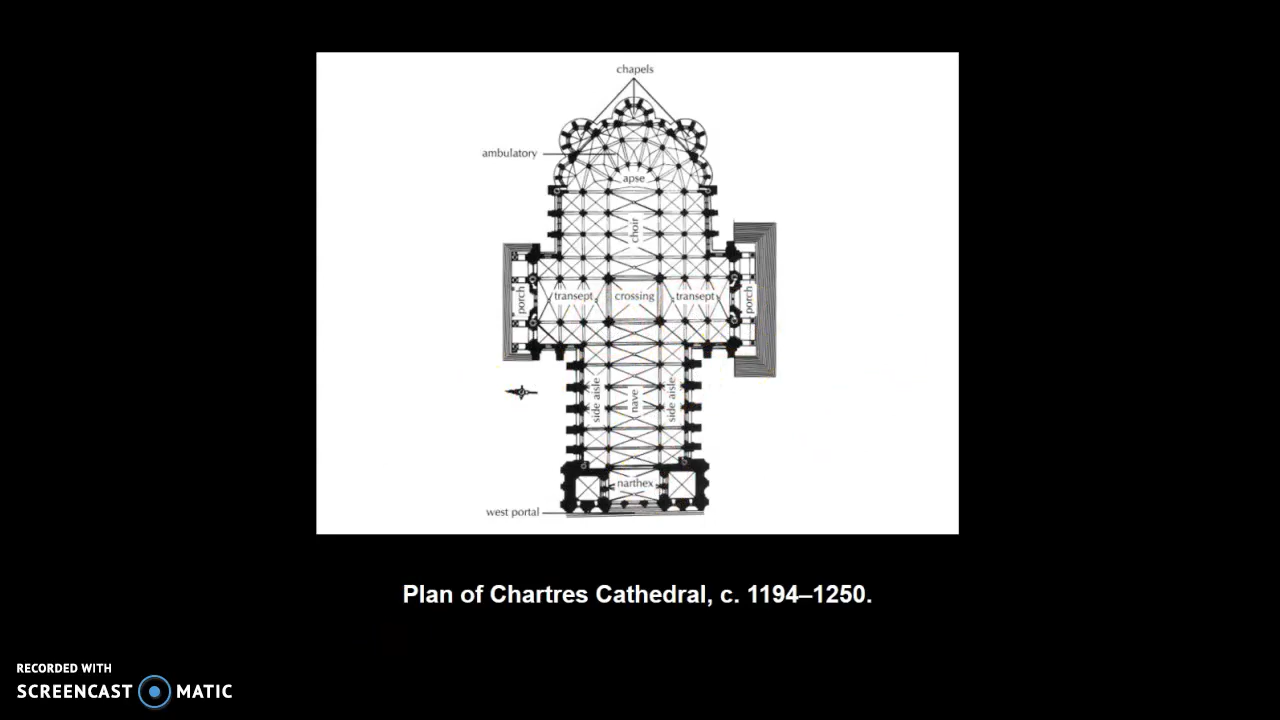 chapels
ambulatory
apse
choir
porch
transept
crossing
transept
porch
side aisle
nave
side aisle
narthex
west portal
Plan of Chartres Cathedral, c. 1194–1250.
RECORDED WITH
SCREENCAST MATIC